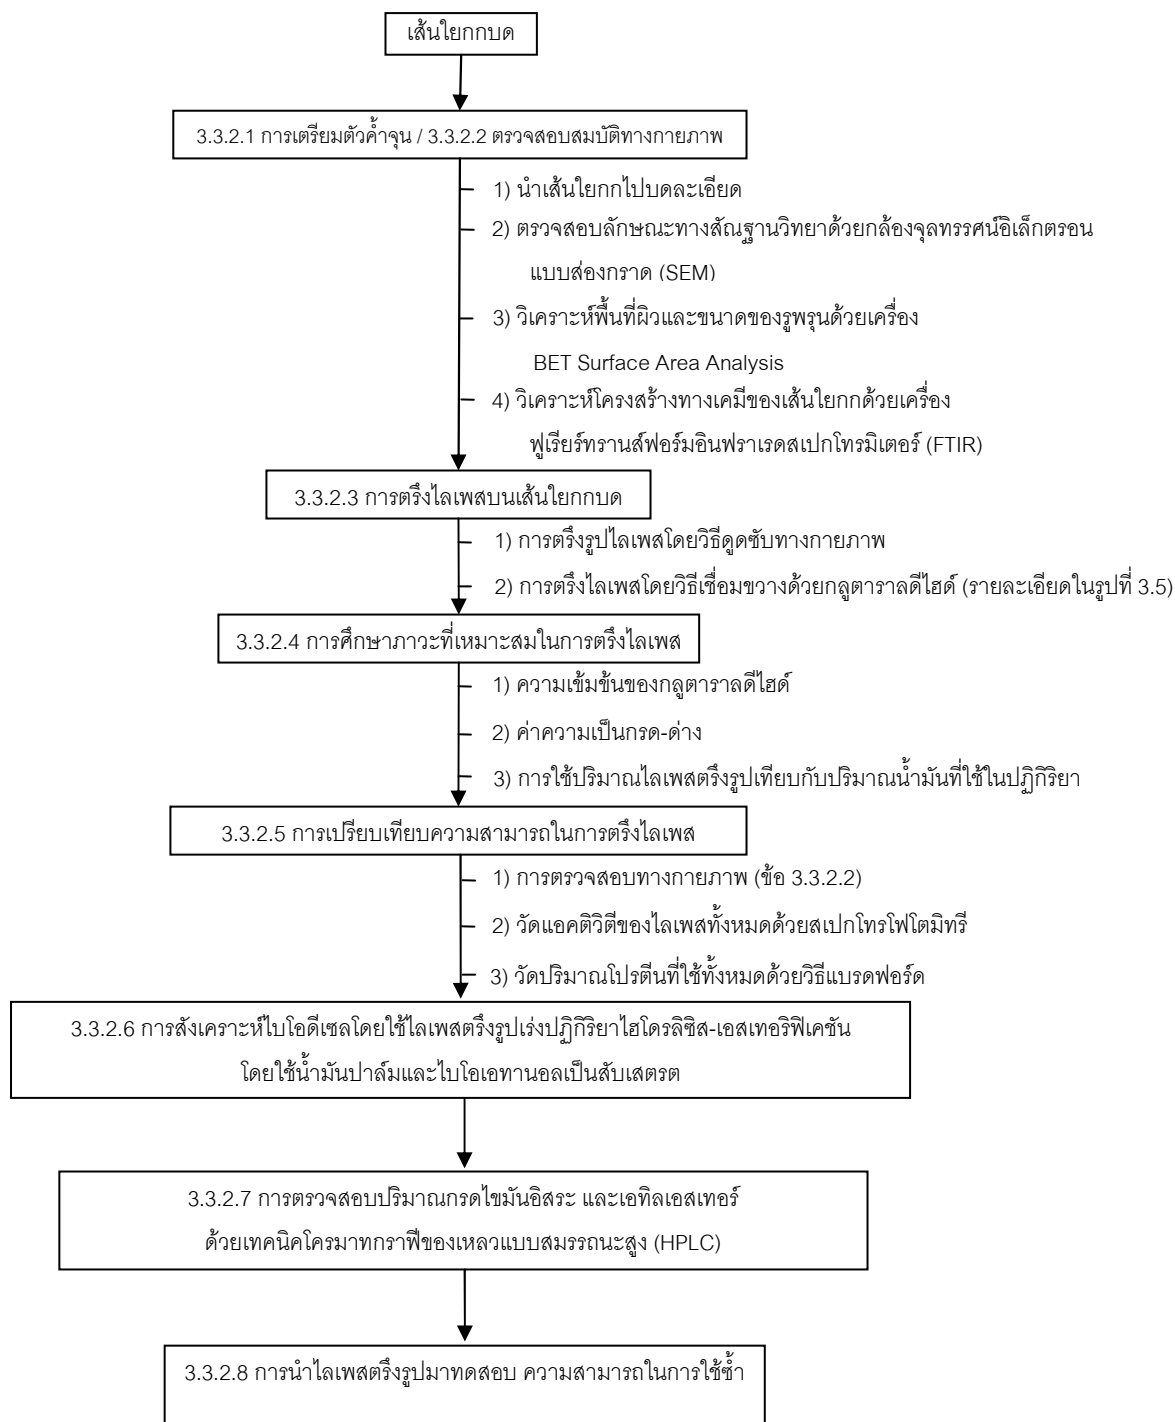 เส้นใยกกบด
3.3.2.1 การเตรียมตัวค้ำจุน / 3.3.2.2 ตรวจสอบสมบัติทางกายภาพ
1) นำเส้นใยกกไปบดละเอียด
2) ตรวจสอบลักษณะทางสัณฐานวิทยาด้วยกล้องจุลทรรศน์อิเล็กตรอน
แบบส่องกราด (SEM)
3) วิเคราะห์พื้นที่ผิวและขนาดของรูพรุนด้วยเครื่อง
BET Surface Area Analysis
4) วิเคราะห์โครงสร้างทางเคมีของเส้นใยกกด้วยเครื่อง
ฟูเรียร์ทรานส์ฟอร์มอินฟราเรดสเปกโทรมิเตอร์ (FTIR)
3.3.2.3 การตรึงไลเพสบนเส้นใยกกบด
1) การตรึงรูปไลเพสโดยวิธีดูดซับทางกายภาพ
2) การตรึงไลเพสโดยวิธีเชื่อมขวางด้วยกลูตาราลดีไฮด์ (รายละเอียดในรูปที่ 3.5)
3.3.2.4 การศึกษาภาวะที่เหมาะสมในการตรึงไลเพส
1) ความเข้มข้นของกลูตาราลดีไฮด์
2) ค่าความเป็นกรด-ด่าง
3) การใช้ปริมาณไลเพสตรึงรูปเทียบกับปริมาณน้ำมันที่ใช้ในปฏิกิริยา
3.3.2.5 การเปรียบเทียบความสามารถในการตรึงไลเพส
1) การตรวจสอบทางกายภาพ (ข้อ 3.3.2.2)
2) วัดแอคติวิตีของไลเพสทั้งหมดด้วยสเปกโทรโฟโตมิทรี
3) วัดปริมาณโปรตีนที่ใช้ทั้งหมดด้วยวิธีแบรดฟอร์ด
3.3.2.6 การสังเคราะห์ไบโอดีเซลโดยใช้ไลเพสตรึงรูปเร่งปฏิกิริยาไฮโดรลิซิส-เอสเทอริฟิเคชัน
โดยใช้น้ำมันปาล์มและไบโอเอทานอลเป็นสับเสตรต
3.3.2.7 การตรวจสอบปริมาณกรดไขมันอิสระ และเอทิลเอสเทอร์
ด้วยเทคนิคโครมาทกราฟีของเหลวแบบสมรรถนะสูง (HPLC)
3.3.2.8 การนำไลเพสตรึงรูปมาทดสอบ ความสามารถในการใช้ซ้ำ